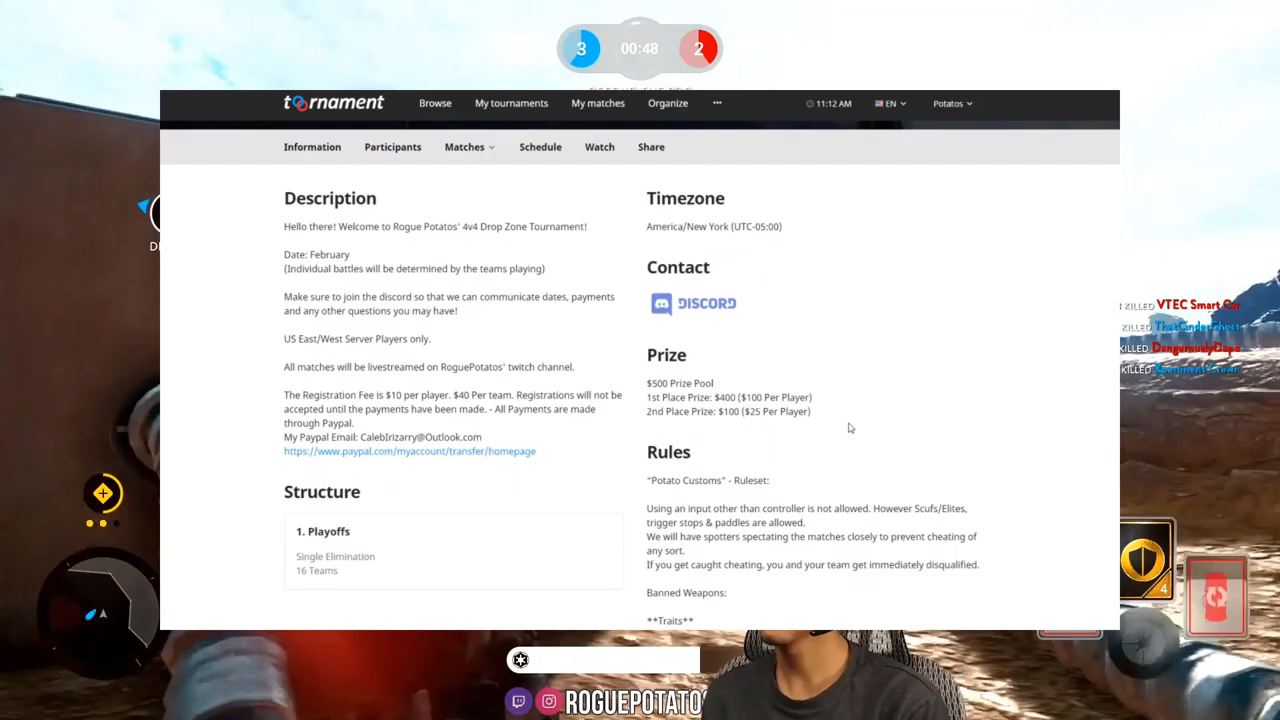 3
00:48
2
toornament
Browse
My tournaments
My matches
Organize
11:12 AM
EN
Potatos
Information
Participants
Matches
Schedule
Watch
Share
Description
Hello there! Welcome to Rogue Potatos' 4v4 Drop Zone Tournament!
Date: February
(Individual battles will be determined by the teams playing)
Make sure to join the discord so that we can communicate dates, payments
and any other questions you may have!
US East/West Server Players only.
All matches will be livestreamed on RoguePotatos' twitch channel.
The Registration Fee is $10 per player. $40 Per team. Registrations will not be
accepted until the payments have been made. - All Payments are made
through Paypal.
My Paypal Email: CalebIrizarry@Outlook.com
https://www.paypal.com/myaccount/transfer/homepage
Structure
1. Playoffs
Single Elimination
16 Teams
Timezone
America/New York (UTC-05:00)
Contact
DISCORD
Prize
$500 Prize Pool
1st Place Prize: $400 ($100 Per Player)
2nd Place Prize: $100 ($25 Per Player)
Rules
“Potato Customs” - Ruleset:
Using an input other than controller is not allowed. However Scufs/Elites,
trigger stops & paddles are allowed.
We will have spotters spectating the matches closely to prevent cheating of
any sort.
If you get caught cheating, you and your team get immediately disqualified.
Banned Weapons:
**Traits**
KILLED VTEC Smart Car
KILLED ThatCinderChest
KILLED DangerouslyDope
KILLED Xperiment Crown
4
ROGUEPOTATOS